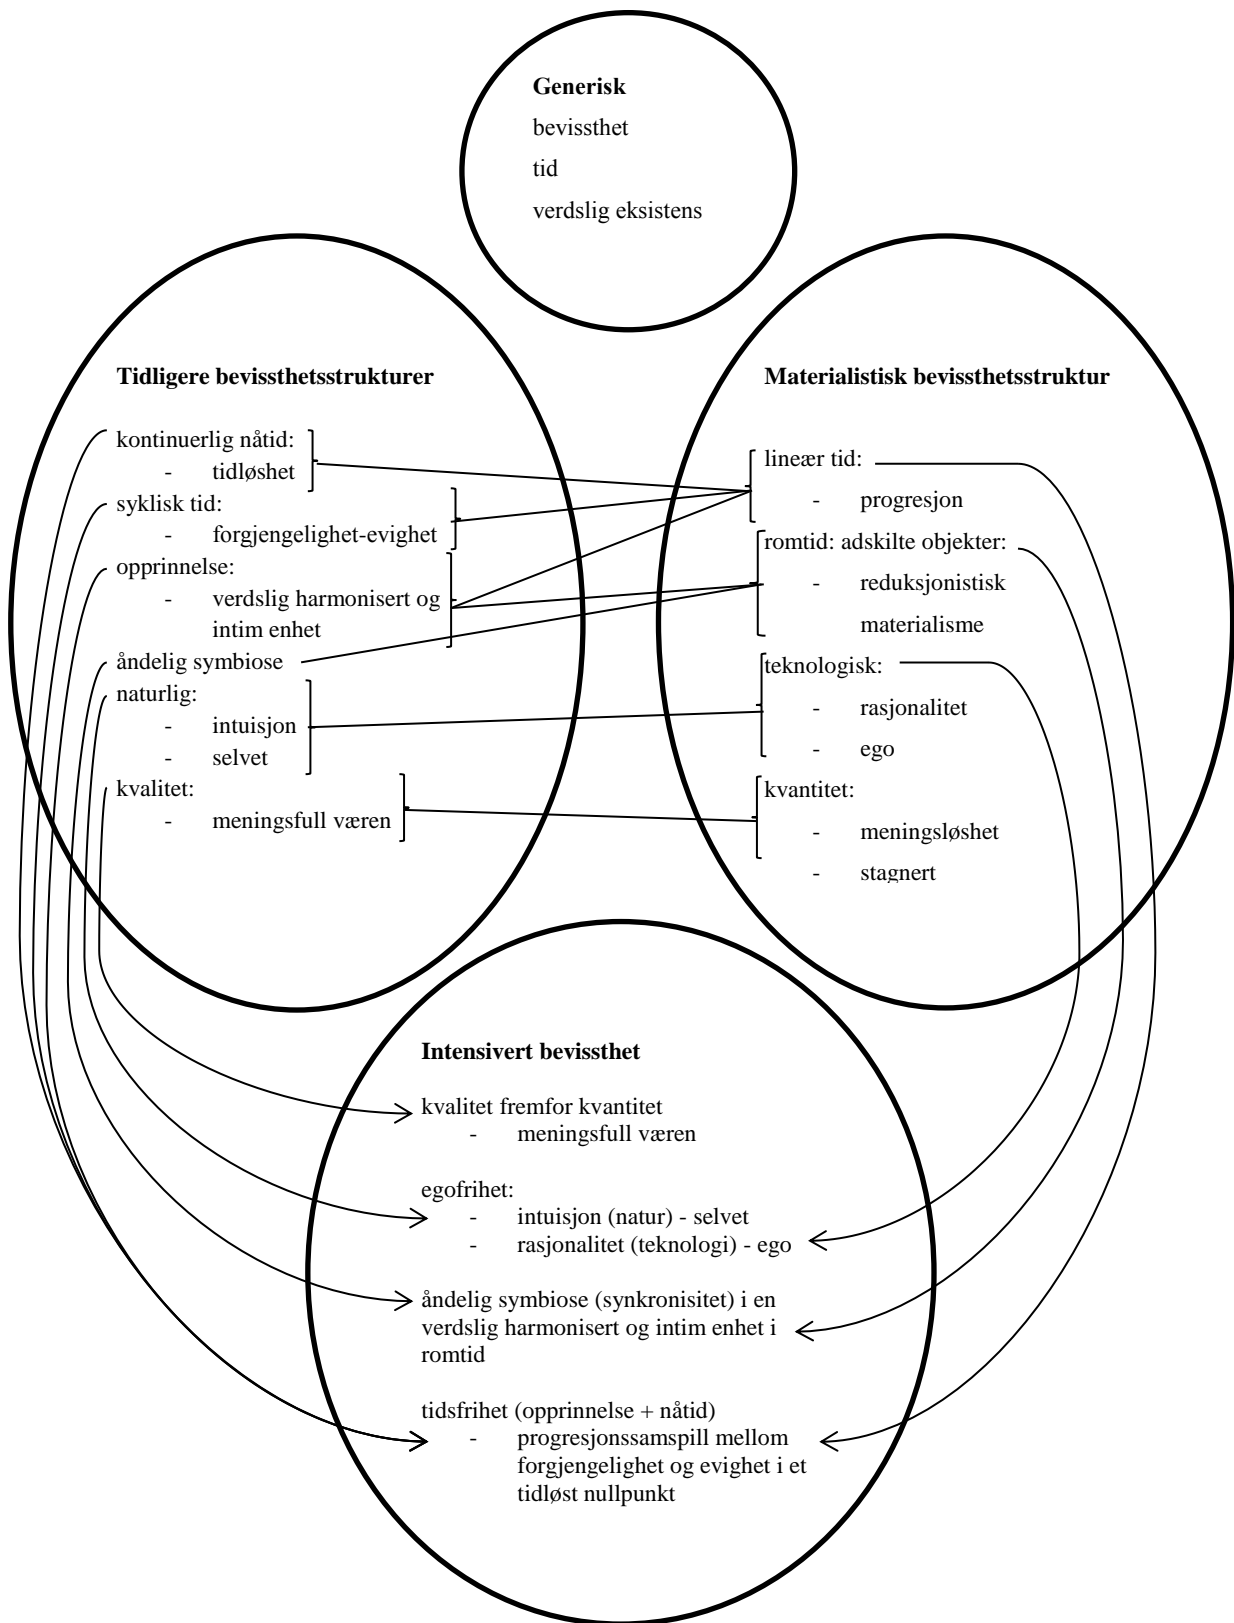 Generisk
bevissthet
tid
verdslig eksistens
Tidligere bevissthetsstrukturer
kontinuerlig nåtid:
- tidløshet
syklisk tid:
- forgjengelighet-evighet
opprinnelse:
- verdslig harmonisert og
intim enhet
åndelig symbiose
naturlig:
- intuisjon
- selvet
kvalitet:
- meningsfull væren
Materialistisk bevissthetsstruktur
lineær tid:
- progresjon
romtid: adskilte objekter:
- reduksjonistisk
materialisme
teknologisk:
- rasjonalitet
- ego
kvantitet:
- meningsløshet
- stagnert
Intensivert bevissthet
kvalitet fremfor kvantitet
- meningsfull væren
egofrihet:
- intuisjon (natur) - selvet
- rasjonalitet (teknologi) - ego
åndelig symbiose (synkronisitet) i en
verdslig harmonisert og intim enhet i
romtid
tidsfrihet (opprinnelse + nåtid)
- progresjonssamspill mellom
forgjengelighet og evighet i et
tidløst nullpunkt